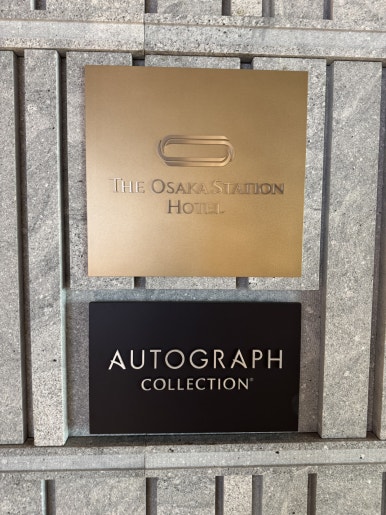 The Osaka Station
Hotel
AUTOGRAPH
COLLECTION®